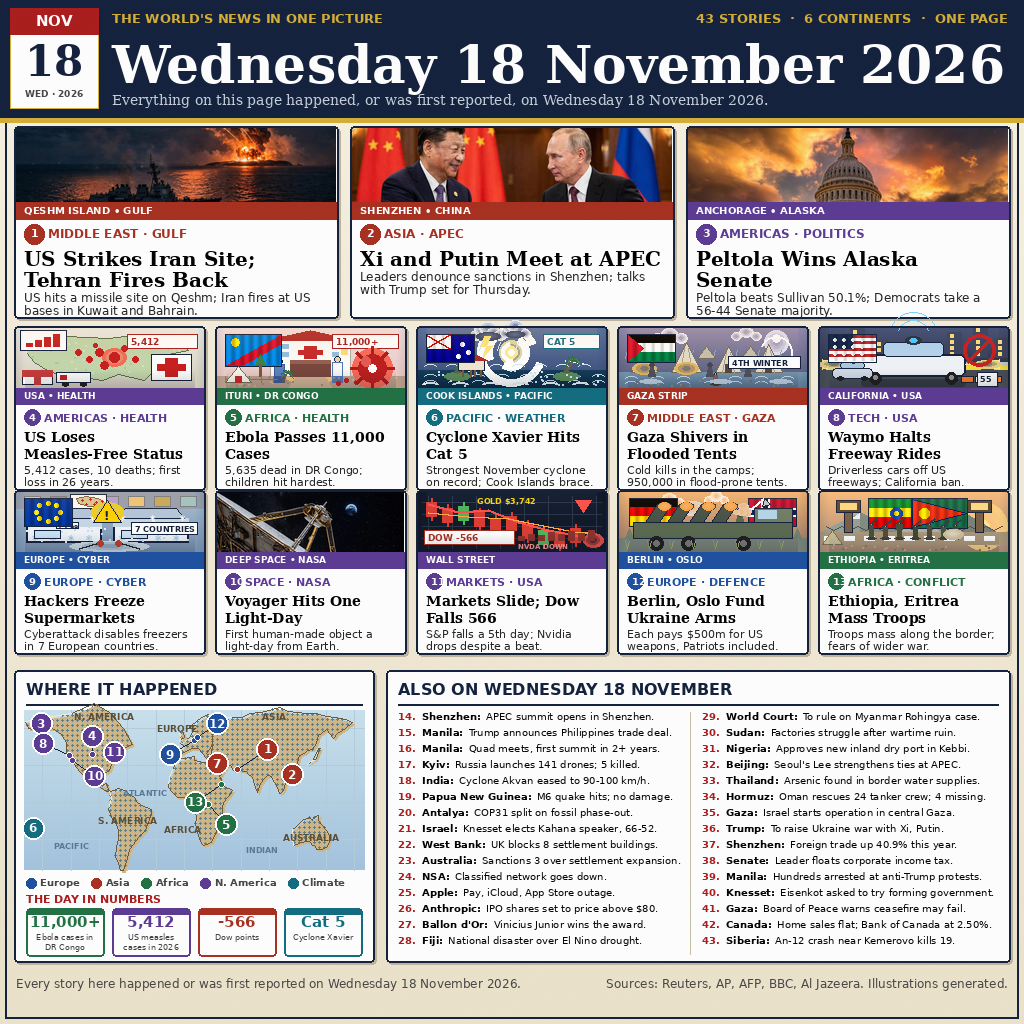 NOV
18
WED · 2026
THE WORLD'S NEWS IN ONE PICTURE
43 STORIES · 6 CONTINENTS · ONE PAGE
Wednesday 18 November 2026
Everything on this page happened, or was first reported, on Wednesday 18 November 2026.
QESHM ISLAND • GULF
1 MIDDLE EAST · GULF
US Strikes Iran Site;
Tehran Fires Back
US hits a missile site on Qeshm; Iran fires at US
bases in Kuwait and Bahrain.
SHENZHEN • CHINA
2 ASIA · APEC
Xi and Putin Meet at APEC
Leaders denounce sanctions in Shenzhen; talks
with Trump set for Thursday.
ANCHORAGE • ALASKA
3 AMERICAS · POLITICS
Peltola Wins Alaska
Senate
Peltola beats Sullivan 50.1%; Democrats take a
56-44 Senate majority.
5,412
USA • HEALTH
4 AMERICAS · HEALTH
US Loses
Measles-Free Status
5,412 cases, 10 deaths; first
loss in 26 years.
11,000+
ITURI • DR CONGO
5 AFRICA · HEALTH
Ebola Passes 11,000
Cases
5,635 dead in DR Congo;
children hit hardest.
CAT 5
COOK ISLANDS • PACIFIC
6 PACIFIC · WEATHER
Cyclone Xavier Hits
Cat 5
Strongest November cyclone
on record; Cook Islands brace.
4TH WINTER
GAZA STRIP
7 MIDDLE EAST · GAZA
Gaza Shivers in
Flooded Tents
Cold kills in the camps;
950,000 in flood-prone tents.
55
CALIFORNIA • USA
8 TECH · USA
Waymo Halts
Freeway Rides
Driverless cars off US
freeways; California ban.
7 COUNTRIES
EUROPE • CYBER
9 EUROPE · CYBER
Hackers Freeze
Supermarkets
Cyberattack disables freezers
in 7 European countries.
DEEP SPACE • NASA
10 SPACE · NASA
Voyager Hits One
Light-Day
First human-made object a
light-day from Earth.
GOLD $3,742
DOW -566
NVDA DOWN
WALL STREET
11 MARKETS · USA
Markets Slide; Dow
Falls 566
S&P falls a 5th day; Nvidia
drops despite a beat.
BERLIN • OSLO
12 EUROPE · DEFENCE
Berlin, Oslo Fund
Ukraine Arms
Each pays $500m for US
weapons, Patriots included.
ETHIOPIA • ERITREA
13 AFRICA · CONFLICT
Ethiopia, Eritrea
Mass Troops
Troops mass along the border;
fears of wider war.
WHERE IT HAPPENED
N. AMERICA
EUROPE
ASIA
ATLANTIC
S. AMERICA
AFRICA
AUSTRALIA
PACIFIC
INDIAN
3
8
4
11
10
12
9
7
1
2
13
5
6
Europe Asia Africa N. America Climate
THE DAY IN NUMBERS
11,000+
Ebola cases in
DR Congo
5,412
US measles
cases in 2026
-566
Dow points
Cat 5
Cyclone Xavier
ALSO ON WEDNESDAY 18 NOVEMBER
14. Shenzhen: APEC summit opens in Shenzhen.
15. Manila: Trump announces Philippines trade deal.
16. Manila: Quad meets, first summit in 2+ years.
17. Kyiv: Russia launches 141 drones; 5 killed.
18. India: Cyclone Akvan eased to 90-100 km/h.
19. Papua New Guinea: M6 quake hits; no damage.
20. Antalya: COP31 split on fossil phase-out.
21. Israel: Knesset elects Kahana speaker, 66-52.
22. West Bank: UK blocks 8 settlement buildings.
23. Australia: Sanctions 3 over settlement expansion.
24. NSA: Classified network goes down.
25. Apple: Pay, iCloud, App Store outage.
26. Anthropic: IPO shares set to price above $80.
27. Ballon d'Or: Vinicius Junior wins the award.
28. Fiji: National disaster over El Nino drought.
29. World Court: To rule on Myanmar Rohingya case.
30. Sudan: Factories struggle after wartime ruin.
31. Nigeria: Approves new inland dry port in Kebbi.
32. Beijing: Seoul's Lee strengthens ties at APEC.
33. Thailand: Arsenic found in border water supplies.
34. Hormuz: Oman rescues 24 tanker crew; 4 missing.
35. Gaza: Israel starts operation in central Gaza.
36. Trump: To raise Ukraine war with Xi, Putin.
37. Shenzhen: Foreign trade up 40.9% this year.
38. Senate: Leader floats corporate income tax.
39. Manila: Hundreds arrested at anti-Trump protests.
40. Knesset: Eisenkot asked to try forming government.
41. Gaza: Board of Peace warns ceasefire may fail.
42. Canada: Home sales flat; Bank of Canada at 2.50%.
43. Siberia: An-12 crash near Kemerovo kills 19.
Every story here happened or was first reported on Wednesday 18 November 2026.
Sources: Reuters, AP, AFP, BBC, Al Jazeera. Illustrations generated.